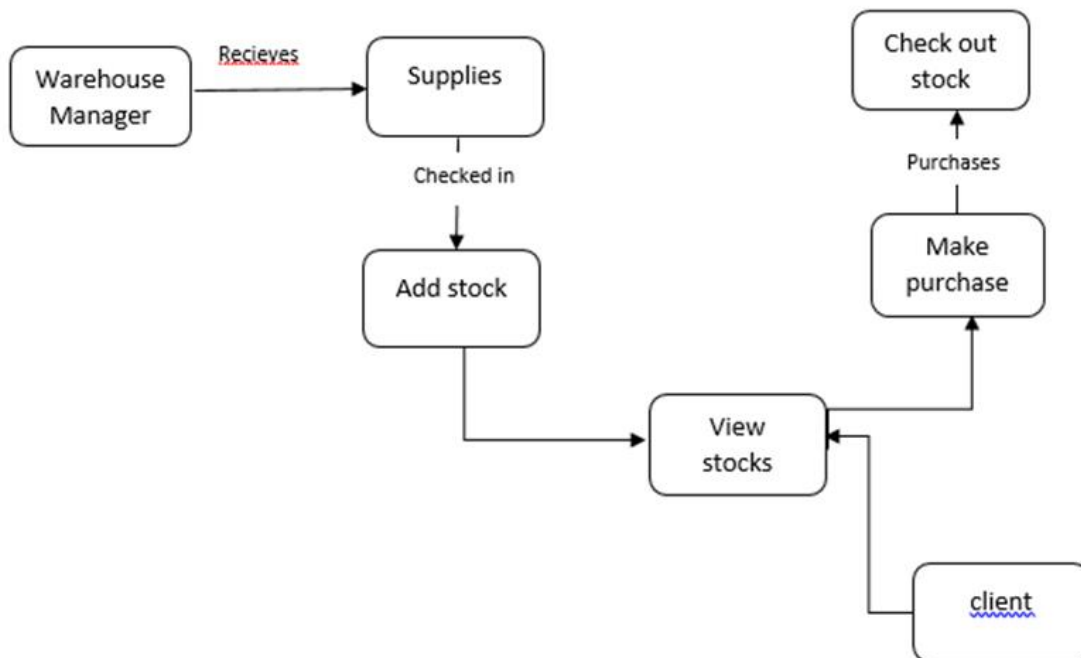 Warehouse
Manager
Recieves
Supplies
Checked in
Add stock
View
stocks
client
Make
purchase
Purchases
Check out
stock